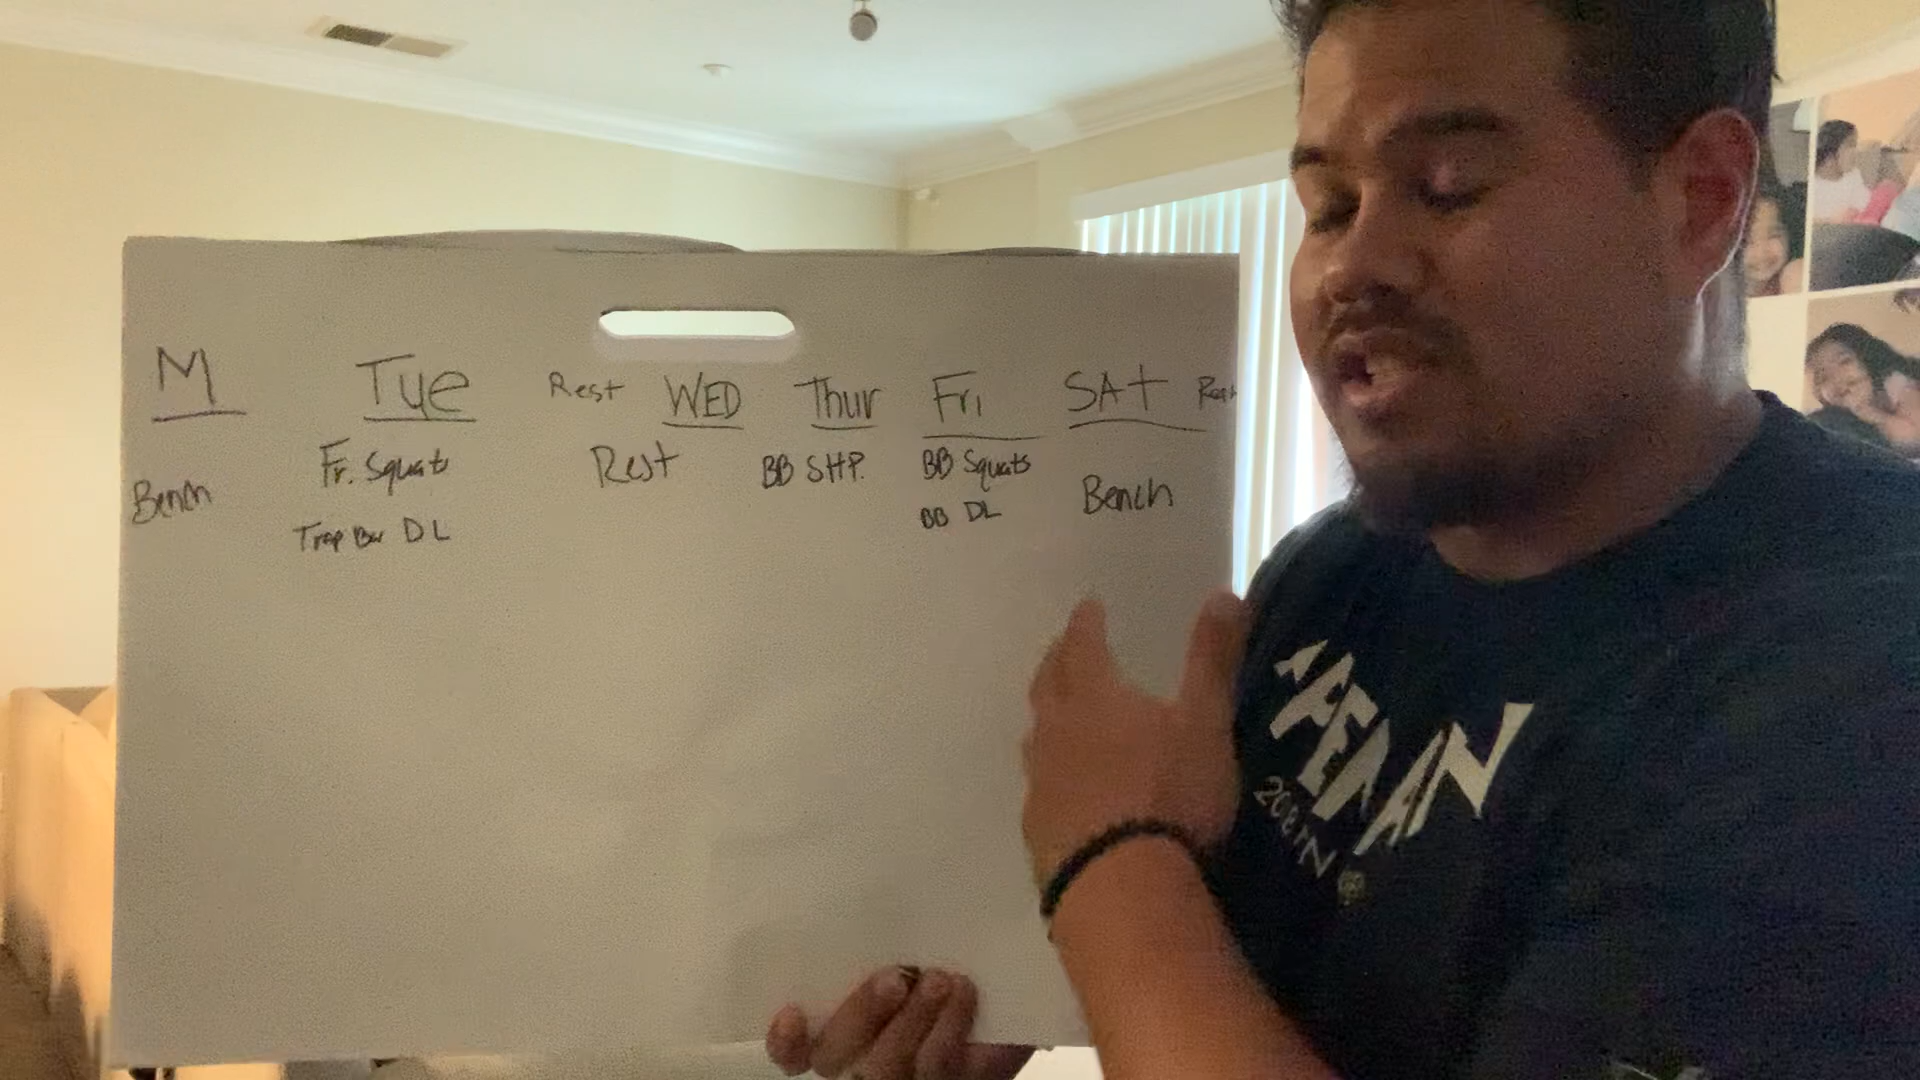 M Tue Rest WED Thur Fri SAT Rest
Bench
Fr. Squats
Trap Bar DL
Rest
BB SHP.
BB Squats
BB DL
Bench